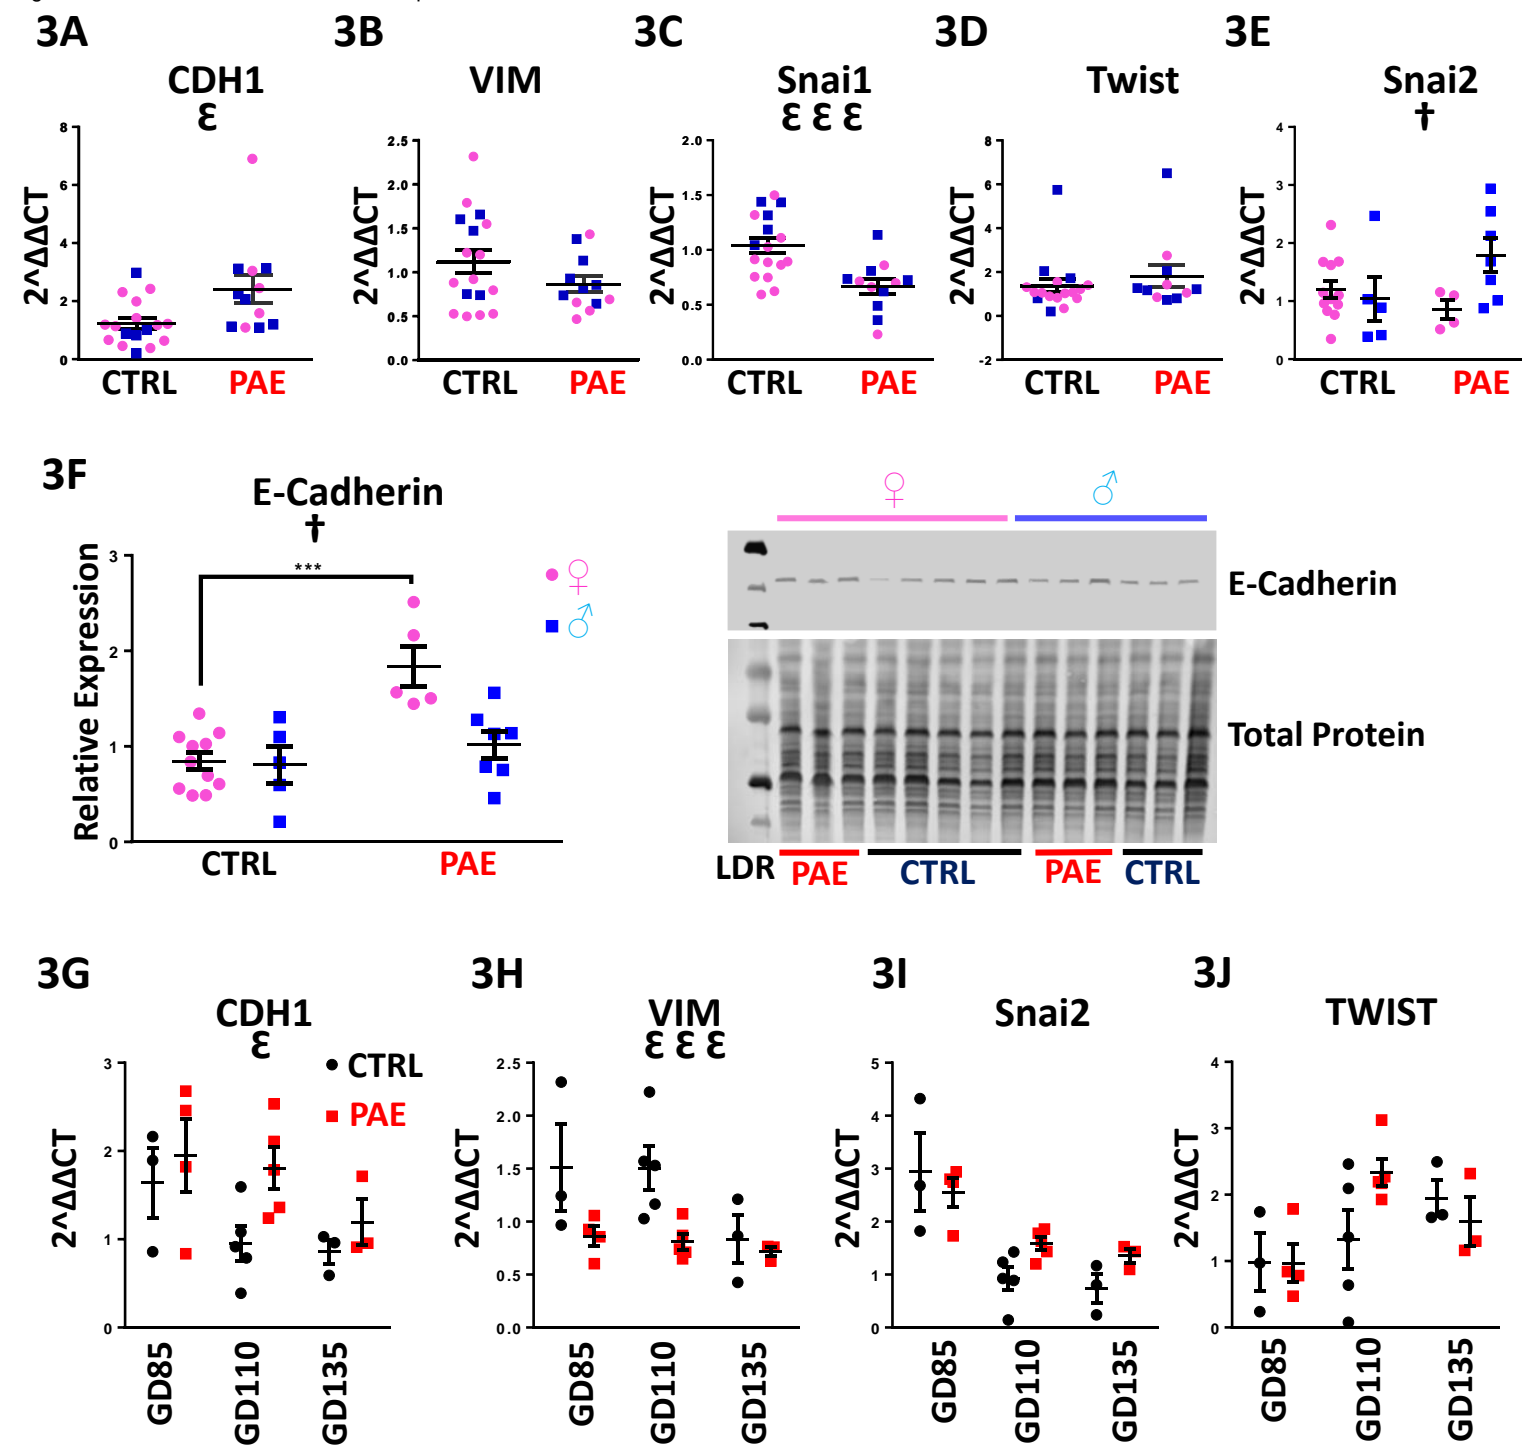 3A
3B
3C
3D
3E
CDH1
VIM
Snai1
Twist
Snai2
ε
ε ε ε
†
2^ΔΔCT
8
6
4
2
0
CTRL
PAE
2^ΔΔCT
2.5
2.0
1.5
1.0
0.5
0.0
CTRL
PAE
2^ΔΔCT
2.0
1.5
1.0
0.5
0.0
CTRL
PAE
2^ΔΔCT
8
6
4
2
0
-2
CTRL
PAE
2^ΔΔCT
4
3
2
1
0
CTRL
PAE
3F
E-Cadherin
†
***
Relative Expression
3
2
1
0
♀
♂
CTRL
PAE
♀
♂
E-Cadherin
Total Protein
LDR
PAE
CTRL
PAE
CTRL
3G
3H
3I
3J
CDH1
ε
CTRL
PAE
2^ΔΔCT
3
2
1
0
GD85
GD110
GD135
VIM
ε ε ε
2^ΔΔCT
2.5
2.0
1.5
1.0
0.5
0.0
GD85
GD110
GD135
Snai2
2^ΔΔCT
5
4
3
2
1
0
GD85
GD110
GD135
TWIST
2^ΔΔCT
4
3
2
1
0
GD85
GD110
GD135